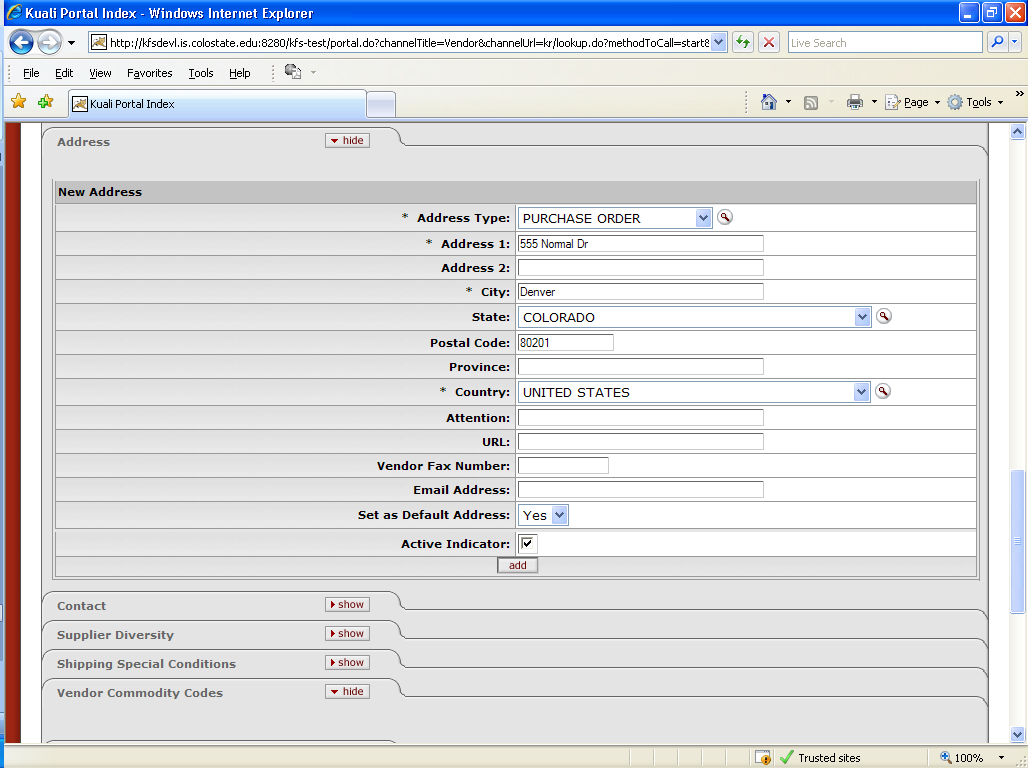 Kuali Portal Index - Windows Internet Explorer
http://kfsdevl.is.colostate.edu:8280/kfs-test/portal.do?channelTitle=Vendor&channelUrl=kr/lookup.do?methodToCall=start&
Live Search
File Edit View Favorites Tools Help
Kuali Portal Index
Page Tools »
Address hide
New Address
* Address Type: PURCHASE ORDER
* Address 1: 555 Normal Dr
Address 2:
* City: Denver
State: COLORADO
Postal Code: 80201
Province:
* Country: UNITED STATES
Attention:
URL:
Vendor Fax Number:
Email Address:
Set as Default Address: Yes
Active Indicator:
add
Contact show
Supplier Diversity show
Shipping Special Conditions show
Vendor Commodity Codes hide
Trusted sites 100%